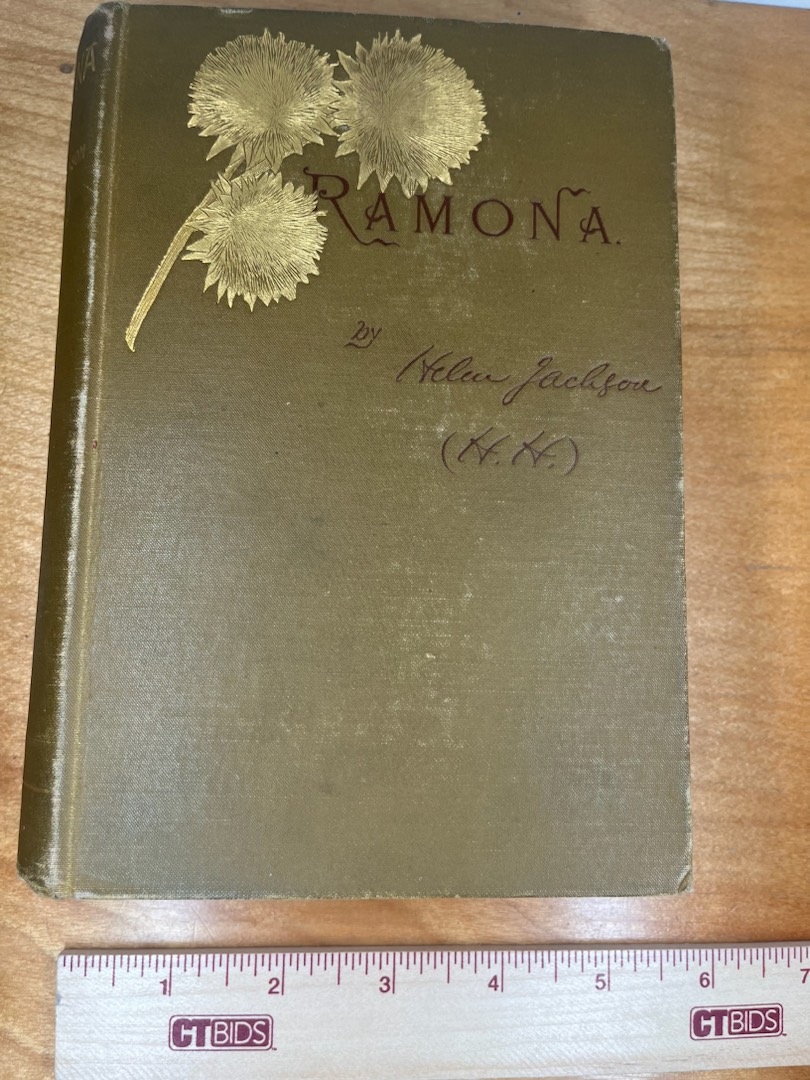 RAMONA.
by
Helen Jackson
(H. H.)
1 2 3 4 5 6 7
CTBIDS CTBIDS